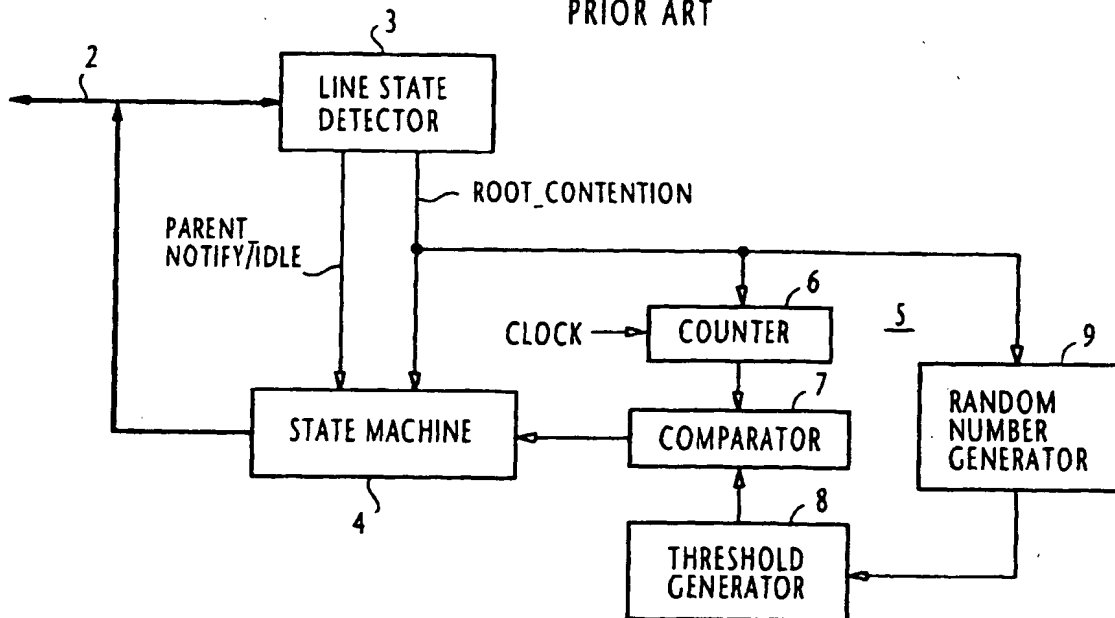 PRIOR ART
3
2
LINE STATE
DETECTOR
ROOT_CONTENTION
PARENT_
NOTIFY/IDLE
6
CLOCK
COUNTER
5
9
7
STATE MACHINE
COMPARATOR
RANDOM
NUMBER
GENERATOR
4
8
THRESHOLD
GENERATOR